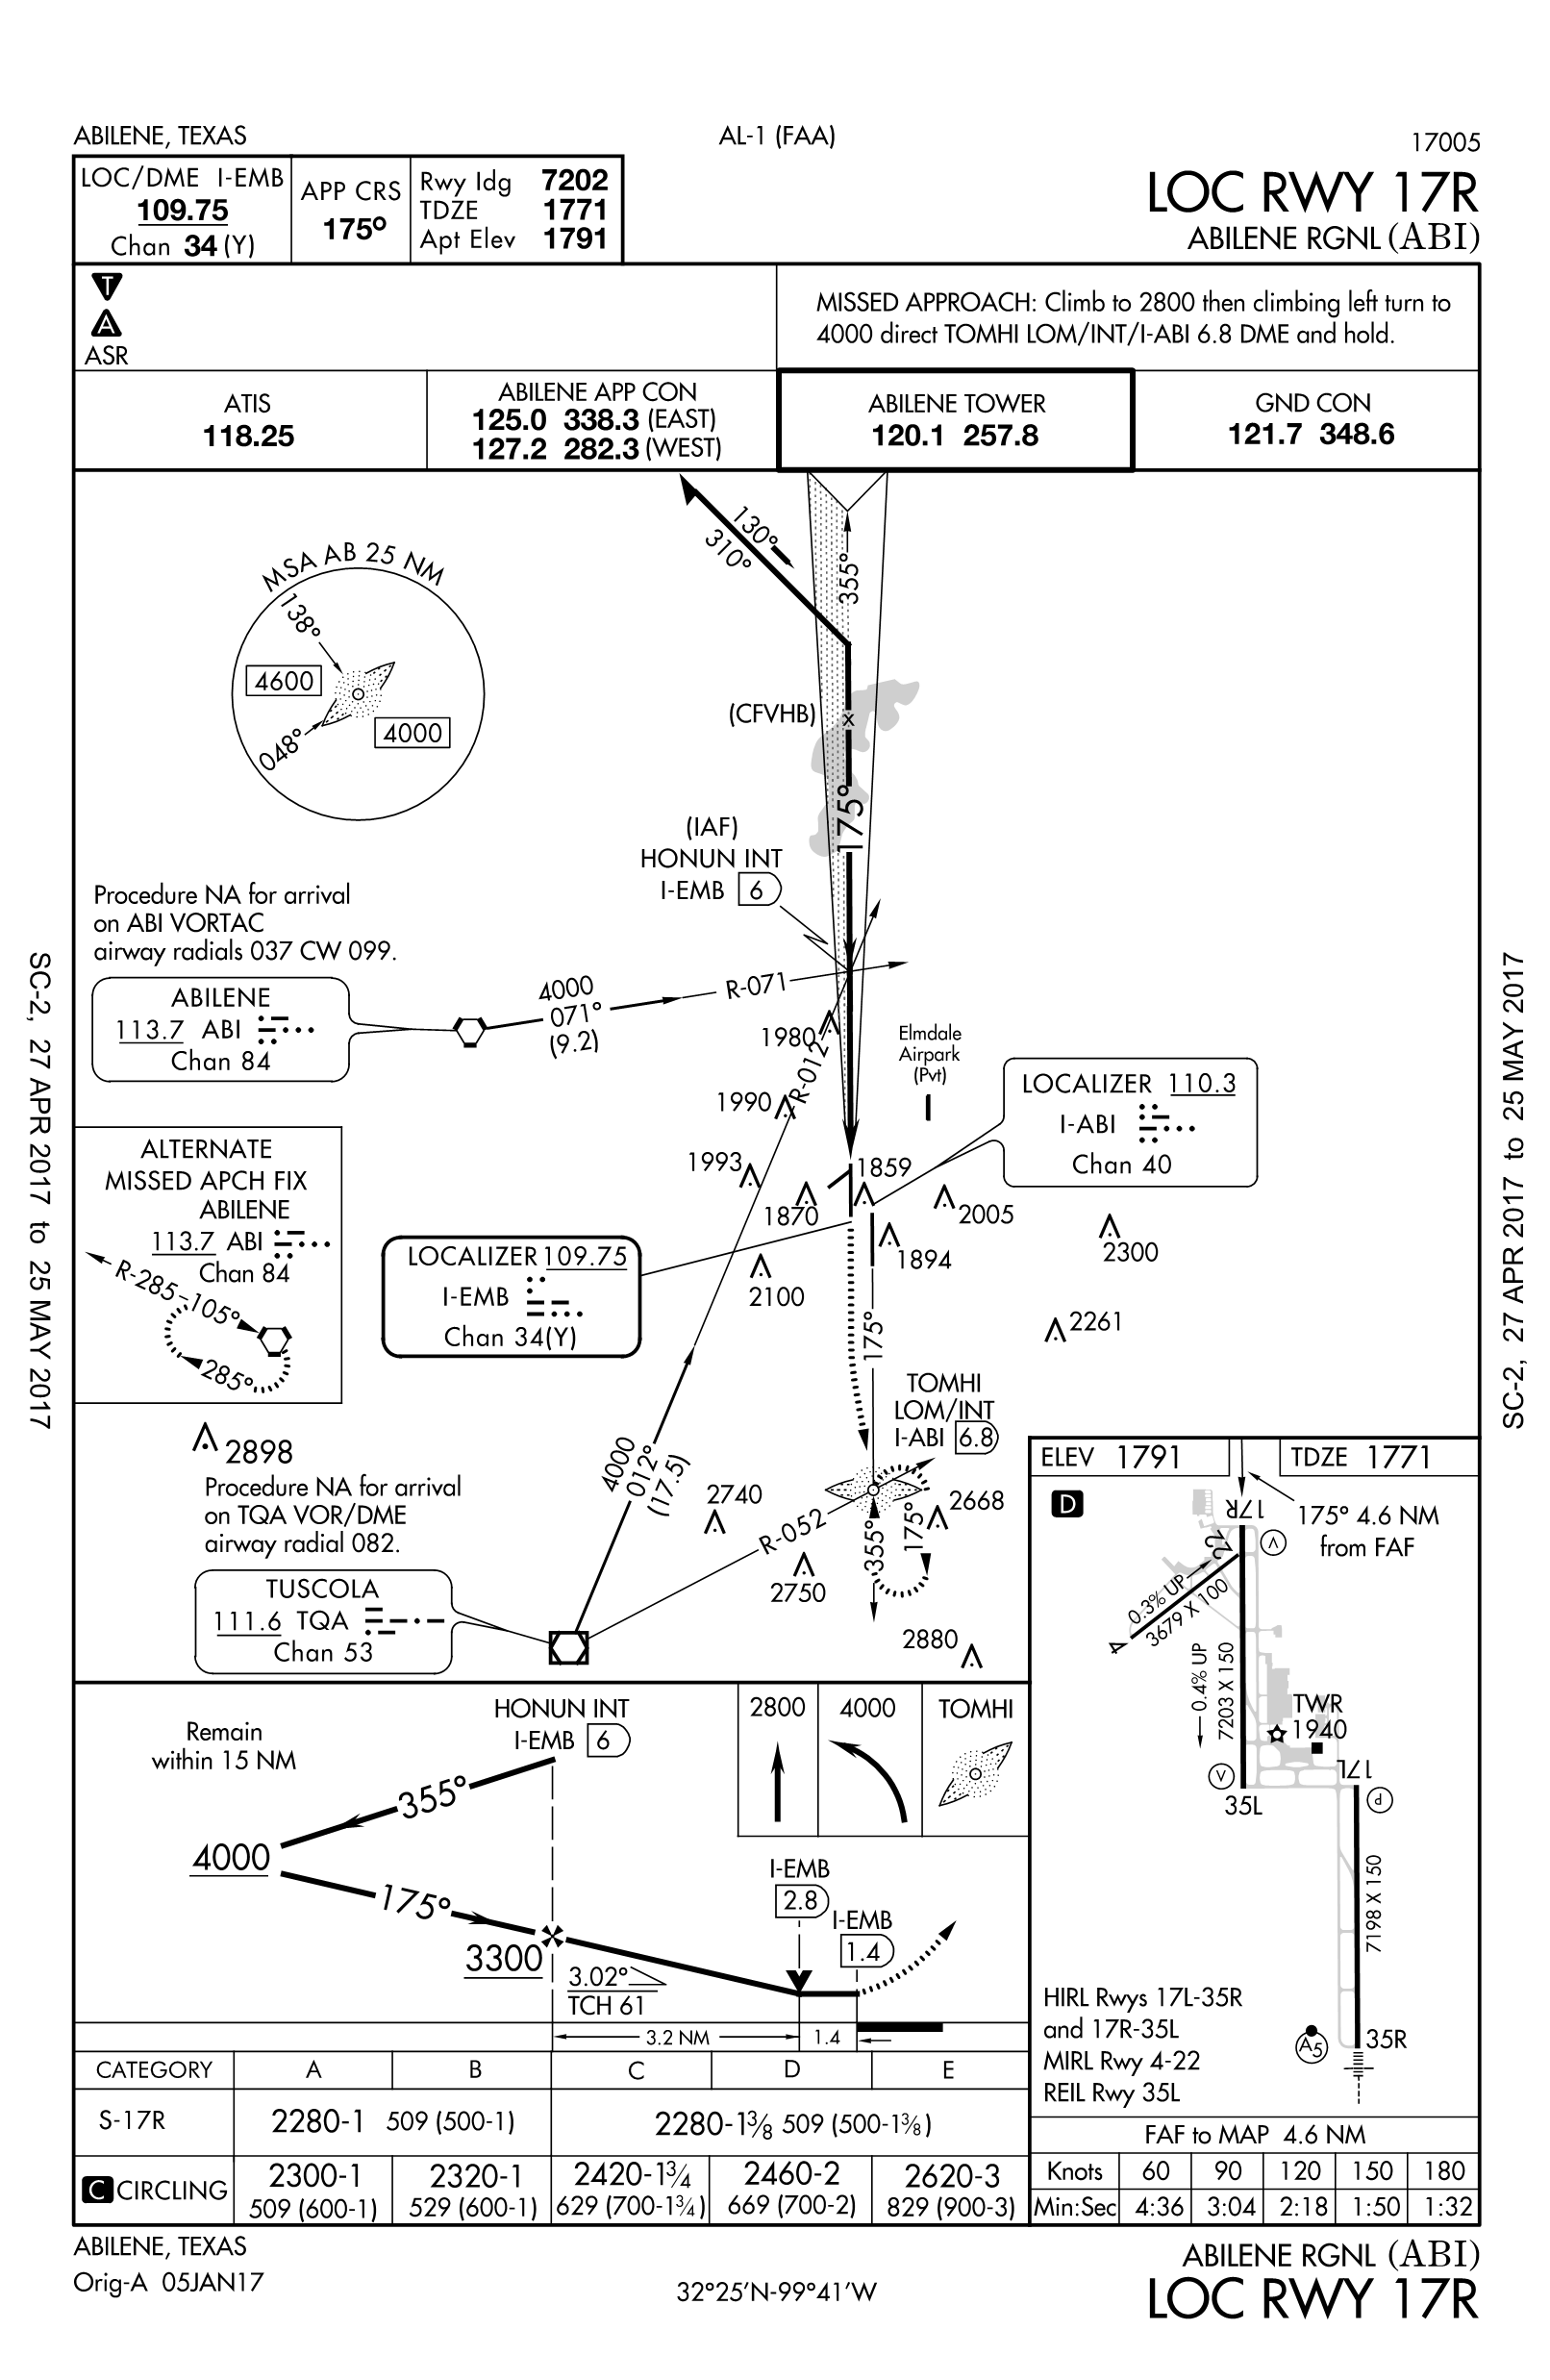 ABILENE, TEXAS
AL-1 (FAA)
17005
LOC/DME I-EMB
109.75
Chan 34 (Y)
APP CRS
175°
Rwy ldg 7202
TDZE 1771
Apt Elev 1791
LOC RWY 17R
ABILENE RGNL (ABI)
T
A
ASR
MISSED APPROACH: Climb to 2800 then climbing left turn to
4000 direct TOMHI LOM/INT/I-ABI 6.8 DME and hold.
ATIS
118.25
ABILENE APP CON
125.0 338.3 (EAST)
127.2 282.3 (WEST)
ABILENE TOWER
120.1 257.8
GND CON
121.7 348.6
MSA AB 25 NM
138°
4600
4000
048°
130°
310°
355°
(CFVHB)
x
175°
(IAF)
HONUN INT
I-EMB 6
Procedure NA for arrival
on ABI VORTAC
airway radials 037 CW 099.
ABILENE
113.7 ABI
Chan 84
4000
071°
(9.2)
R-071
1980
R-012
1990
Elmdale
Airpark
(Pvt)
LOCALIZER 110.3
I-ABI
Chan 40
1993
1859
1870
2005
1894
2300
2100
2261
ALTERNATE
MISSED APCH FIX
ABILENE
113.7 ABI
Chan 84
R-285
105°
285°
LOCALIZER 109.75
I-EMB
Chan 34(Y)
175°
TOMHI
LOM/INT
I-ABI 6.8
2898
Procedure NA for arrival
on TQA VOR/DME
airway radial 082.
4000
012°
(17.5)
2740
R-052
2668
355°
175°
2750
TUSCOLA
111.6 TQA
Chan 53
2880
SC-2, 27 APR 2017 to 25 MAY 2017
SC-2, 27 APR 2017 to 25 MAY 2017
ELEV 1791
TDZE 1771
D
17R
175° 4.6 NM
from FAF
V
22
0.3% UP
3679 X 100
4
0.4% UP
7203 X 150
TWR
1940
V
35L
17L
P
7198 X 150
A5
35R
HIRL Rwys 17L-35R
and 17R-35L
MIRL Rwy 4-22
REIL Rwy 35L
FAF to MAP 4.6 NM
Knots 60 90 120 150 180
Min:Sec 4:36 3:04 2:18 1:50 1:32
Remain
within 15 NM
HONUN INT
I-EMB 6
2800
4000
TOMHI
355°
4000
175°
3300
3.02°
TCH 61
I-EMB
2.8
I-EMB
1.4
3.2 NM
1.4
CATEGORY A B C D E
S-17R 2280-1 509 (500-1) 2280-1⅜ 509 (500-1⅜)
C CIRCLING
2300-1
509 (600-1)
2320-1
529 (600-1)
2420-1¾
629 (700-1¾)
2460-2
669 (700-2)
2620-3
829 (900-3)
ABILENE, TEXAS
Orig-A 05JAN17
32°25'N-99°41'W
ABILENE RGNL (ABI)
LOC RWY 17R